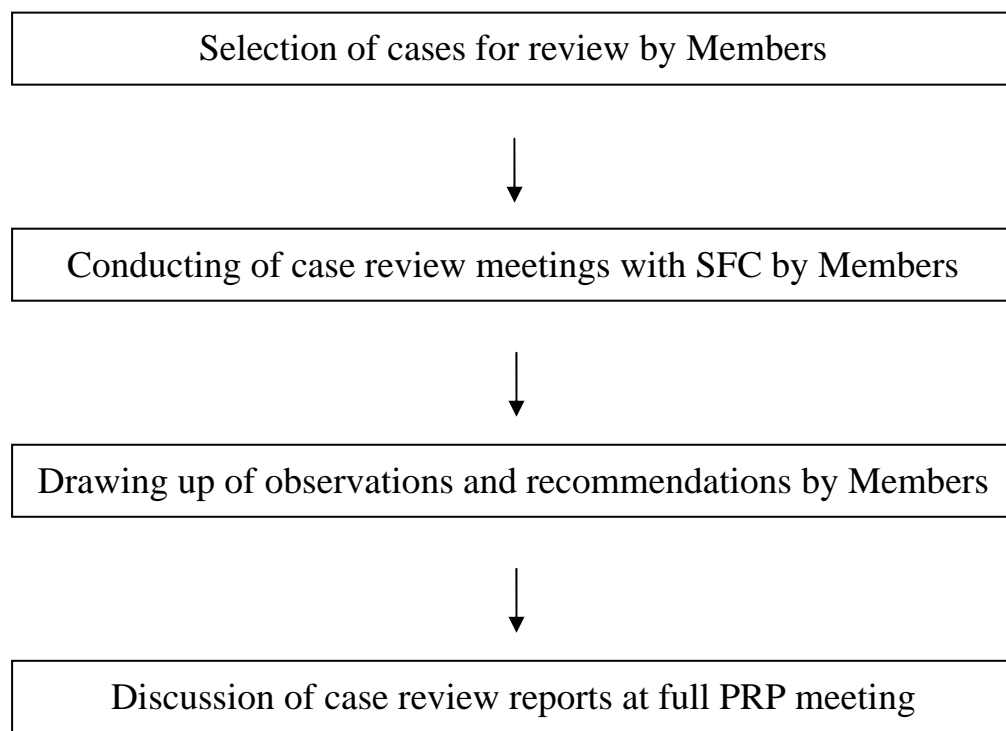 Selection of cases for review by Members
Conducting of case review meetings with SFC by Members
Drawing up of observations and recommendations by Members
Discussion of case review reports at full PRP meeting